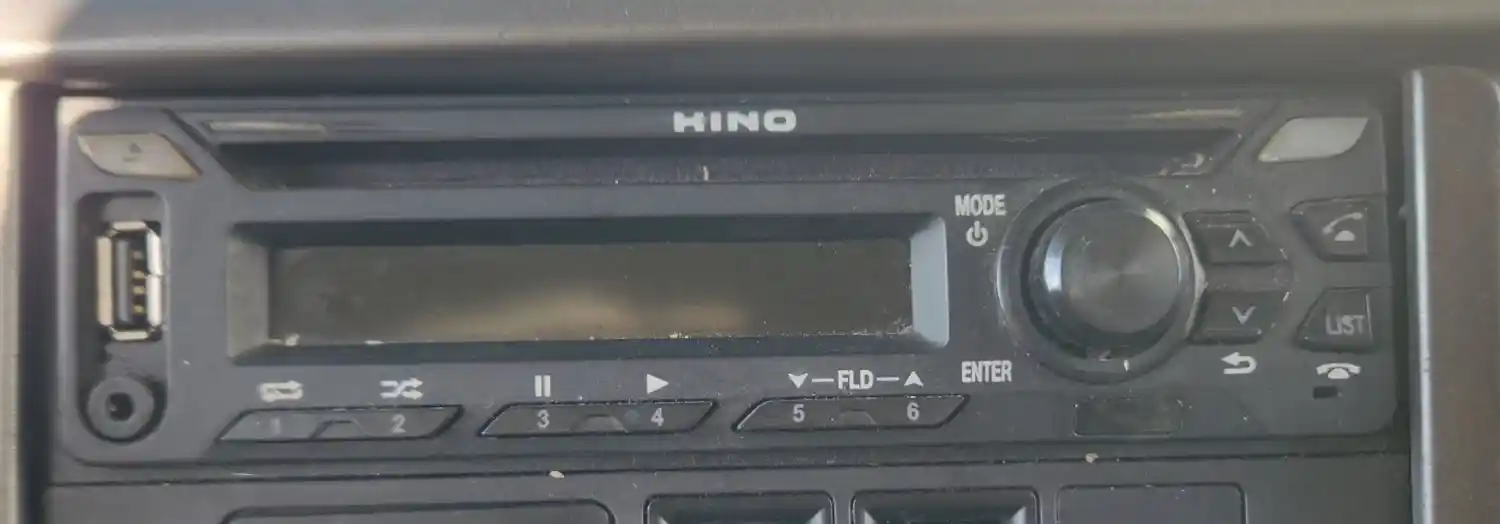 HINO
MODE
LIST
ENTER
FLD
1 2 3 4 5 6